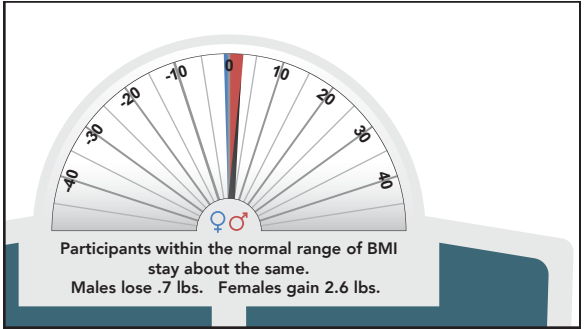 -40 -30 -20 -10 0 10 20 30 40
Participants within the normal range of BMI
stay about the same.
Males lose .7 lbs. Females gain 2.6 lbs.